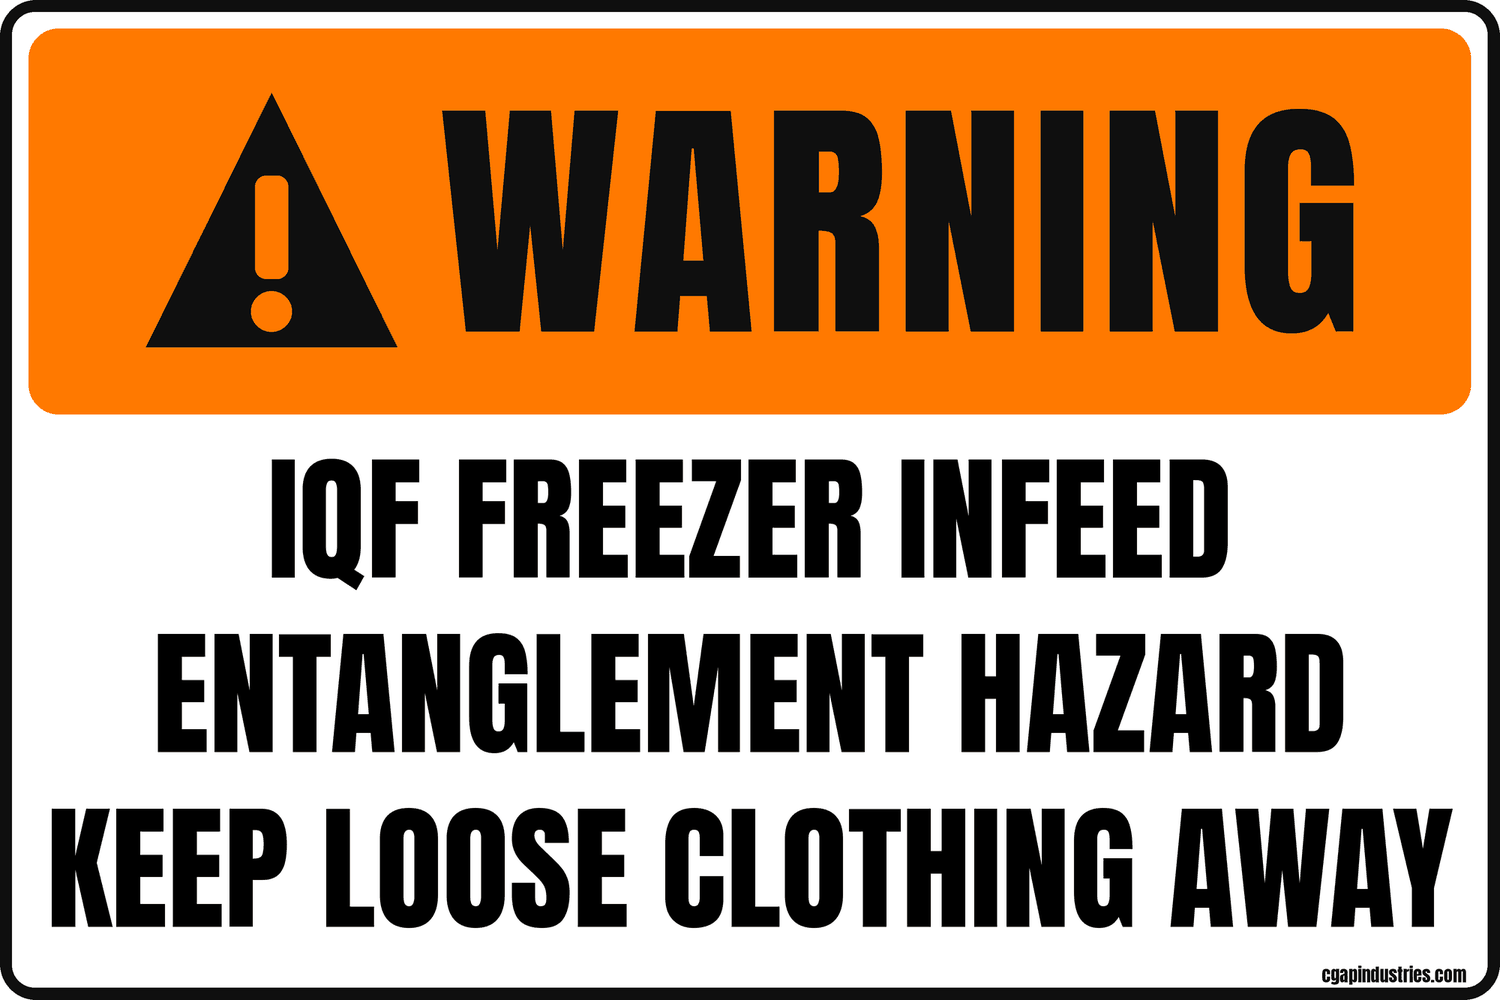 WARNING
IQF FREEZER INFEED
ENTANGLEMENT HAZARD
KEEP LOOSE CLOTHING AWAY
cgapindustries.com